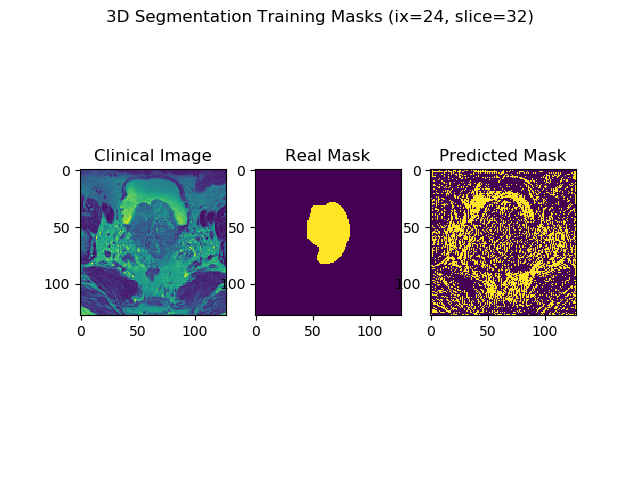 3D Segmentation Training Masks (ix=24, slice=32)
Clinical Image Real Mask Predicted Mask
0 0 0
50 50 50
100 100 100
0 50 100 0 50 100 0 50 100